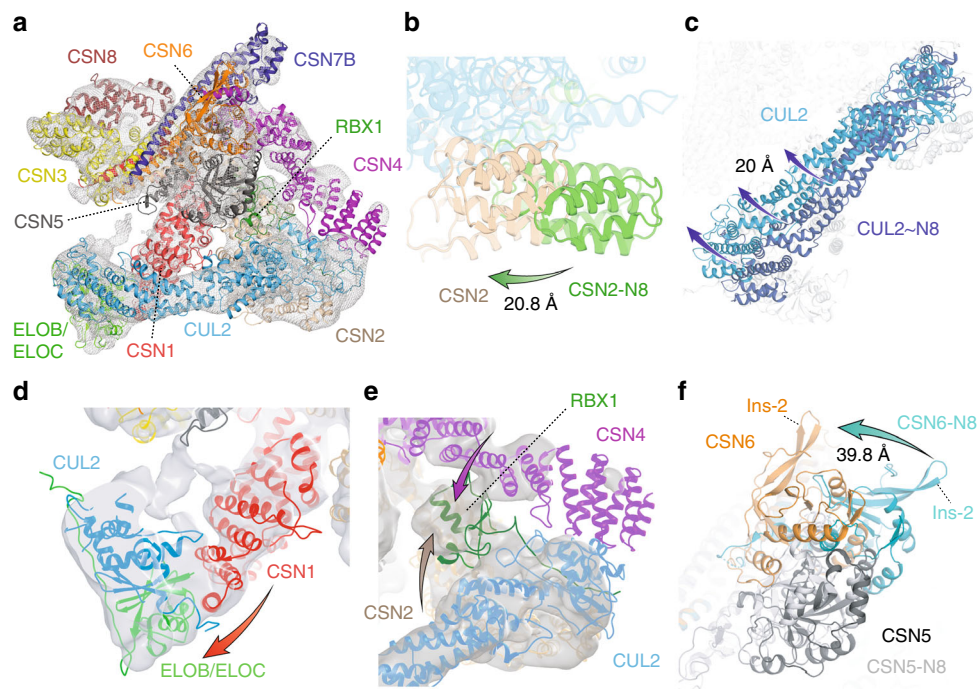 a
CSN8
CSN6
CSN7B
RBX1
CSN3
CSN4
CSN5
ELOB/
ELOC
CSN1
CUL2
CSN2
b
CSN2
CSN2-N8
20.8 Å
c
CUL2
20 Å
CUL2~N8
d
CUL2
CSN1
ELOB/ELOC
e
RBX1
CSN4
CSN2
CUL2
f
Ins-2
CSN6
CSN6-N8
39.8 Å
Ins-2
CSN5
CSN5-N8